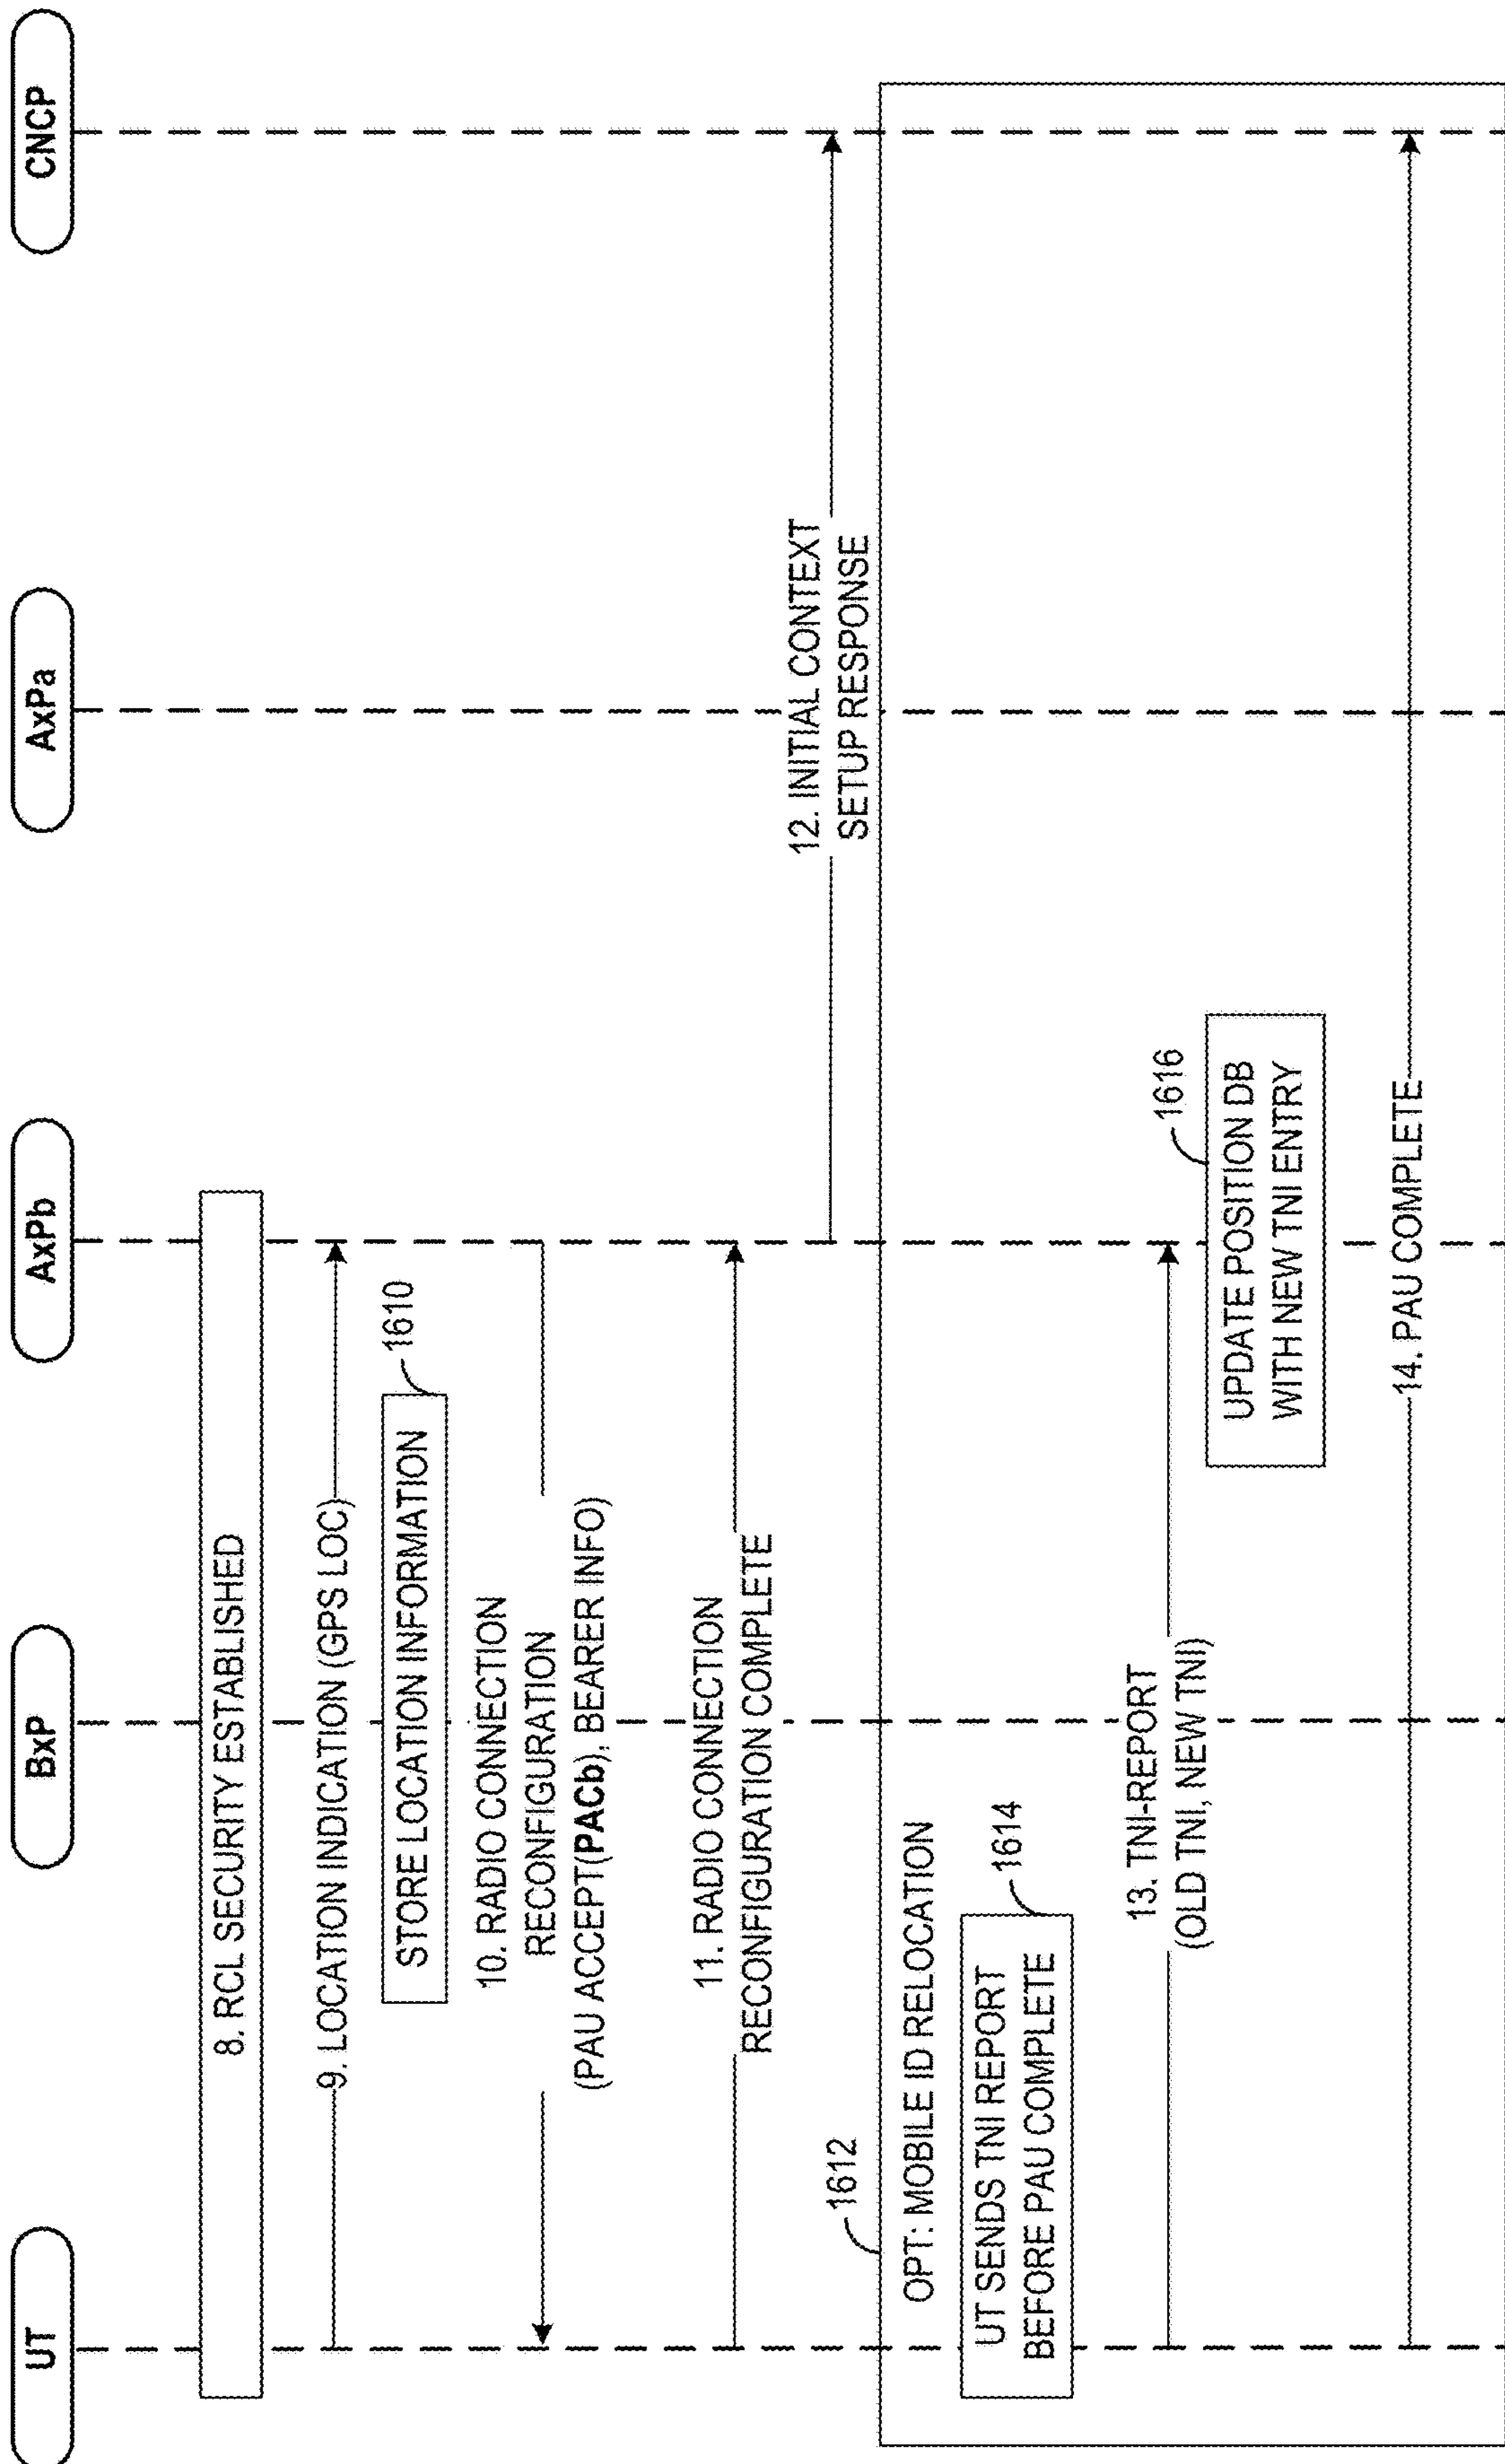 UT
BxP
AxPb
AxPa
CNCP
8. RCL SECURITY ESTABLISHED
9. LOCATION INDICATION (GPS LOC)
STORE LOCATION INFORMATION
1610
10. RADIO CONNECTION
RECONFIGURATION
(PAU ACCEPT(PACb), BEARER INFO)
11. RADIO CONNECTION
RECONFIGURATION COMPLETE
12. INITIAL CONTEXT
SETUP RESPONSE
1612
OPT: MOBILE ID RELOCATION
UT SENDS TNI REPORT
BEFORE PAU COMPLETE
1614
13. TNI-REPORT
(OLD TNI, NEW TNI)
1616
UPDATE POSITION DB
WITH NEW TNI ENTRY
14. PAU COMPLETE